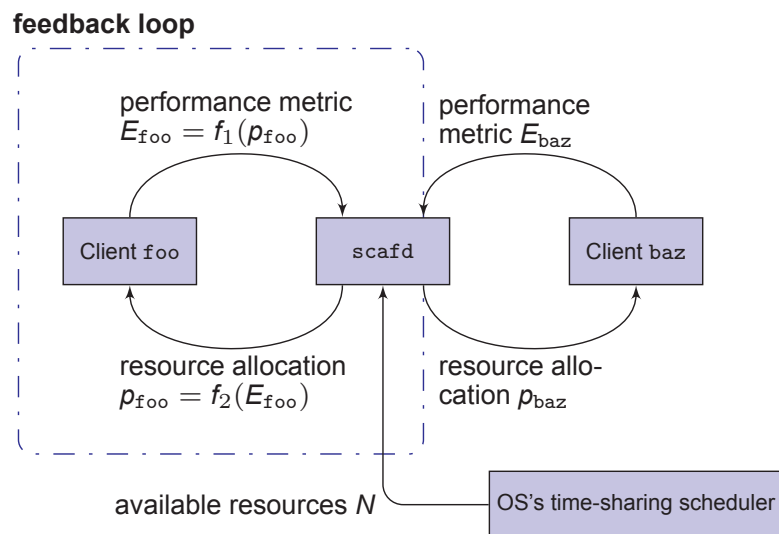 feedback loop
performance metric
E_foo = f_1(p_foo)
performance
metric E_baz
Client foo
scafd
Client baz
resource allocation
p_foo = f_2(E_foo)
resource allo-
cation p_baz
available resources N
OS's time-sharing scheduler